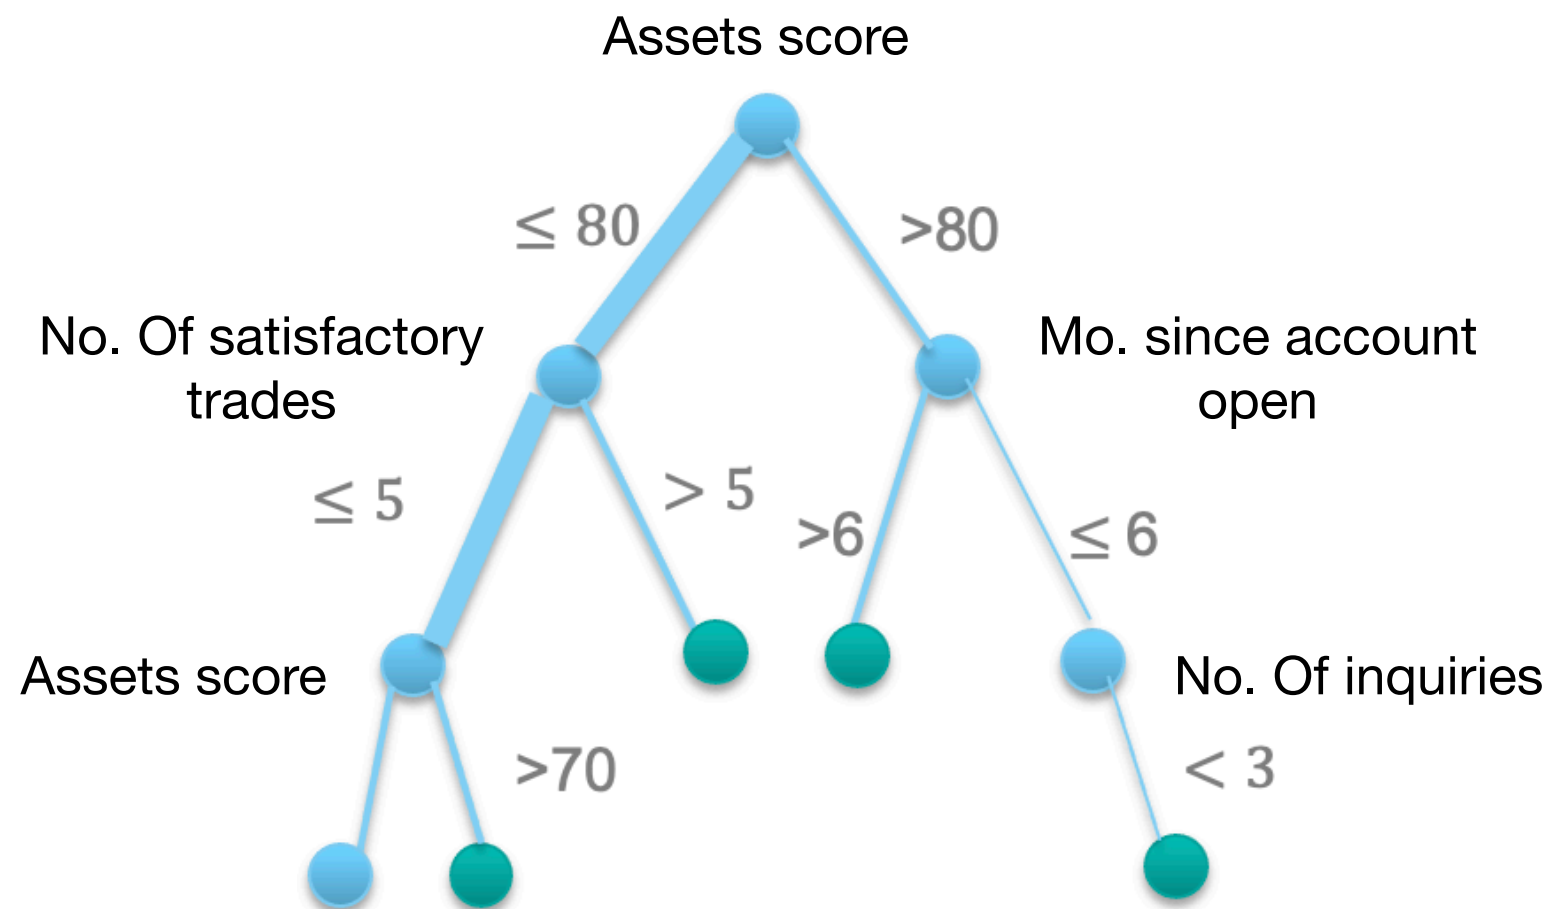 Assets score
≤ 80
>80
No. Of satisfactory
trades
Mo. since account
open
≤ 5
> 5
>6
≤ 6
Assets score
No. Of inquiries
>70
< 3